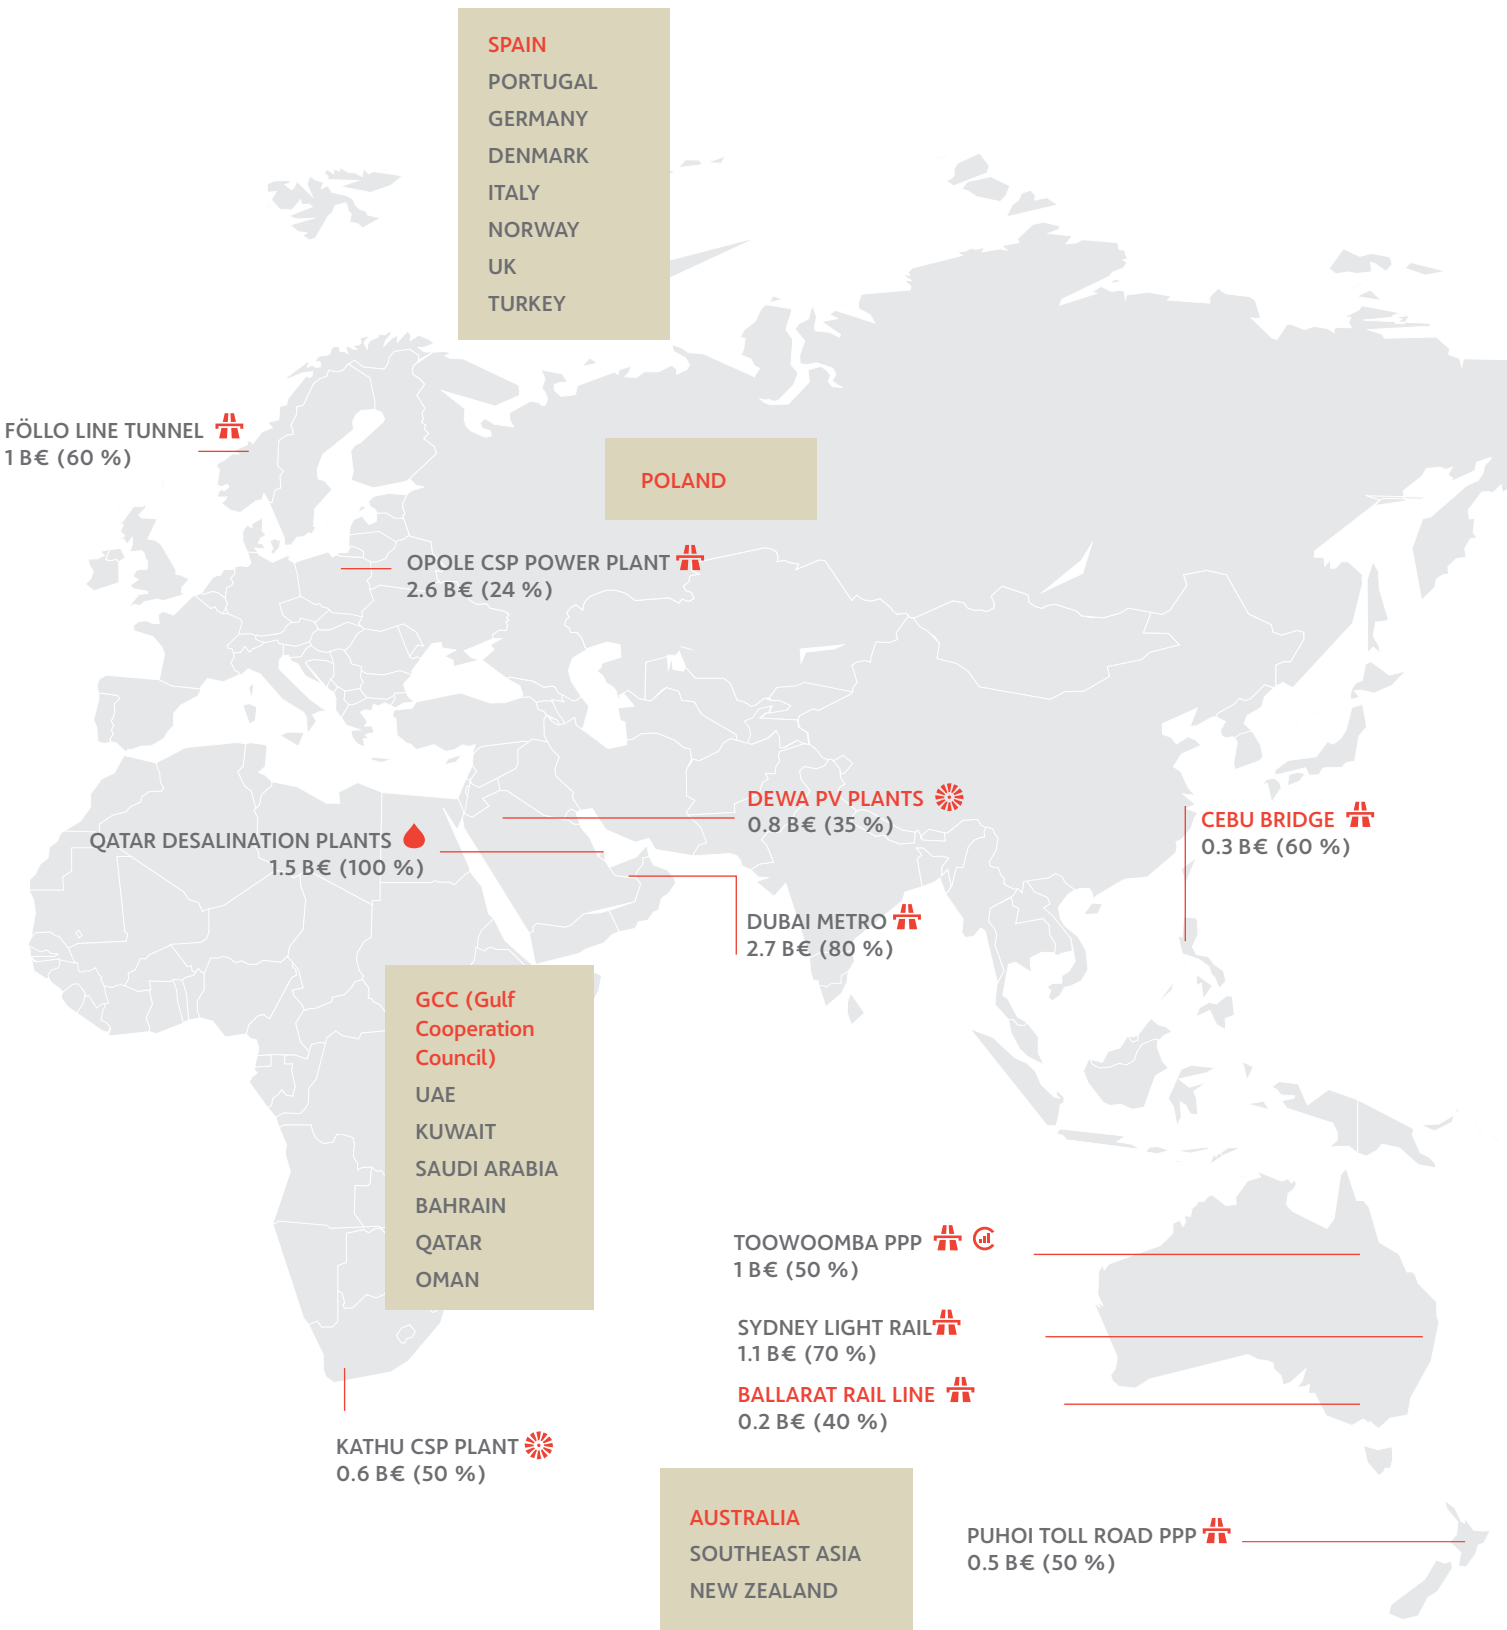 SPAIN
PORTUGAL
GERMANY
DENMARK
ITALY
NORWAY
UK
TURKEY
FÖLLO LINE TUNNEL
1 B€ (60 %)
POLAND
OPOLE CSP POWER PLANT
2.6 B€ (24 %)
DEWA PV PLANTS
0.8 B€ (35 %)
CEBU BRIDGE
0.3 B€ (60 %)
QATAR DESALINATION PLANTS
1.5 B€ (100 %)
DUBAI METRO
2.7 B€ (80 %)
GCC (Gulf
Cooperation
Council)
UAE
KUWAIT
SAUDI ARABIA
BAHRAIN
QATAR
OMAN
TOOWOOMBA PPP
1 B€ (50 %)
SYDNEY LIGHT RAIL
1.1 B€ (70 %)
BALLARAT RAIL LINE
0.2 B€ (40 %)
KATHU CSP PLANT
0.6 B€ (50 %)
AUSTRALIA
SOUTHEAST ASIA
NEW ZEALAND
PUHOI TOLL ROAD PPP
0.5 B€ (50 %)